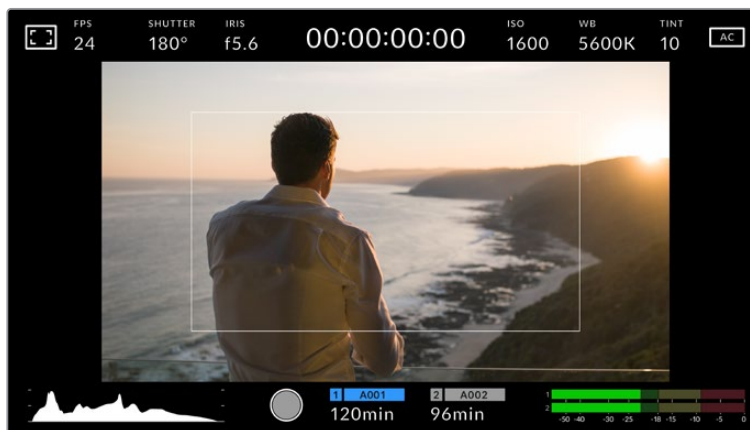 FPS SHUTTER IRIS ISO WB TINT
24 180° f5.6 00:00:00:00 1600 5600K 10 AC
1 A001 2 A002 1
120min 96min 2
-50 -40 -30 -25 -18 -15 -10 -5 0